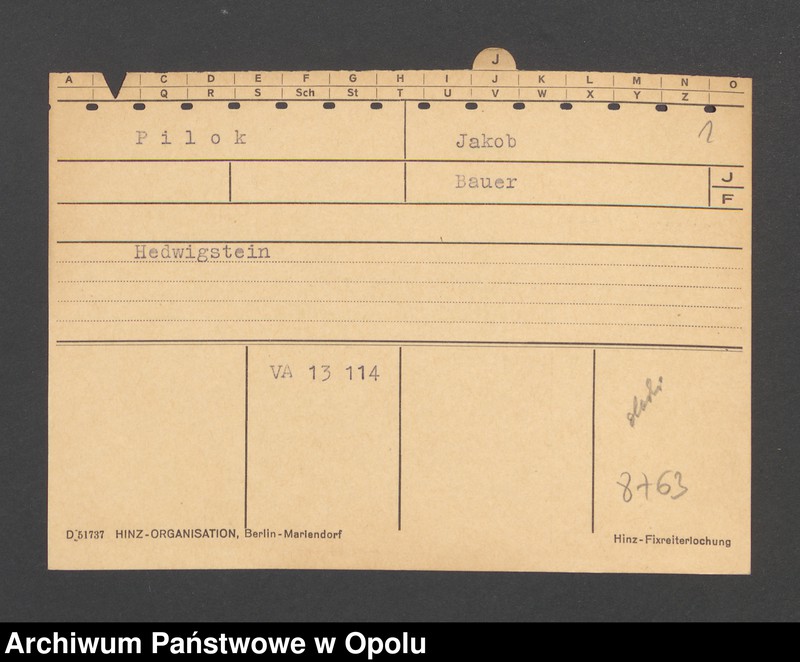 J
A C D E F G H I J K L M N O
Q R S Sch St T U V W X Y Z
Pilok Jakob 1
Bauer J
F
Hedwigstein
VA 13 114
8763
D 51737 HINZ-ORGANISATION, Berlin-Mariendorf Hinz-Fixreiterlochung
Archiwum Państwowe w Opolu